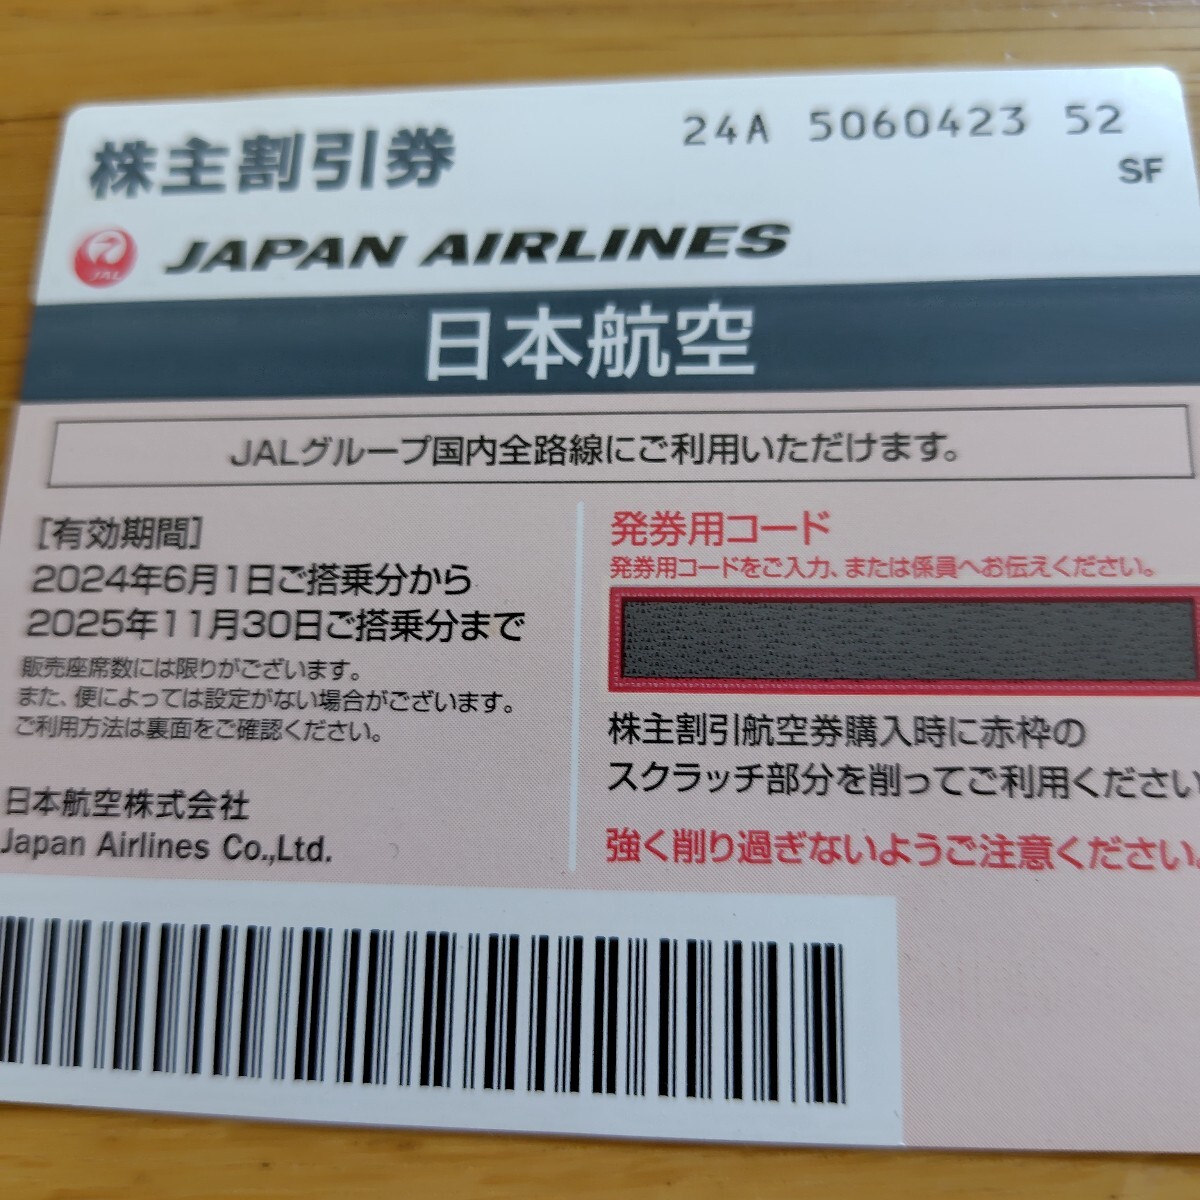 株主割引券
24A 5060423 52
SF
JAL
JAPAN AIRLINES
日本航空
JALグループ国内全路線にご利用いただけます。
[有効期間]
2024年6月1日ご搭乗分から
2025年11月30日ご搭乗分まで
販売座席数には限りがございます。
また、便によっては設定がない場合がございます。
ご利用方法は裏面をご確認ください。
日本航空株式会社
Japan Airlines Co.,Ltd.
発券用コード
発券用コードをご入力、または係員へお伝えください。
株主割引航空券購入時に赤枠の
スクラッチ部分を削ってご利用ください
強く削り過ぎないようご注意ください。